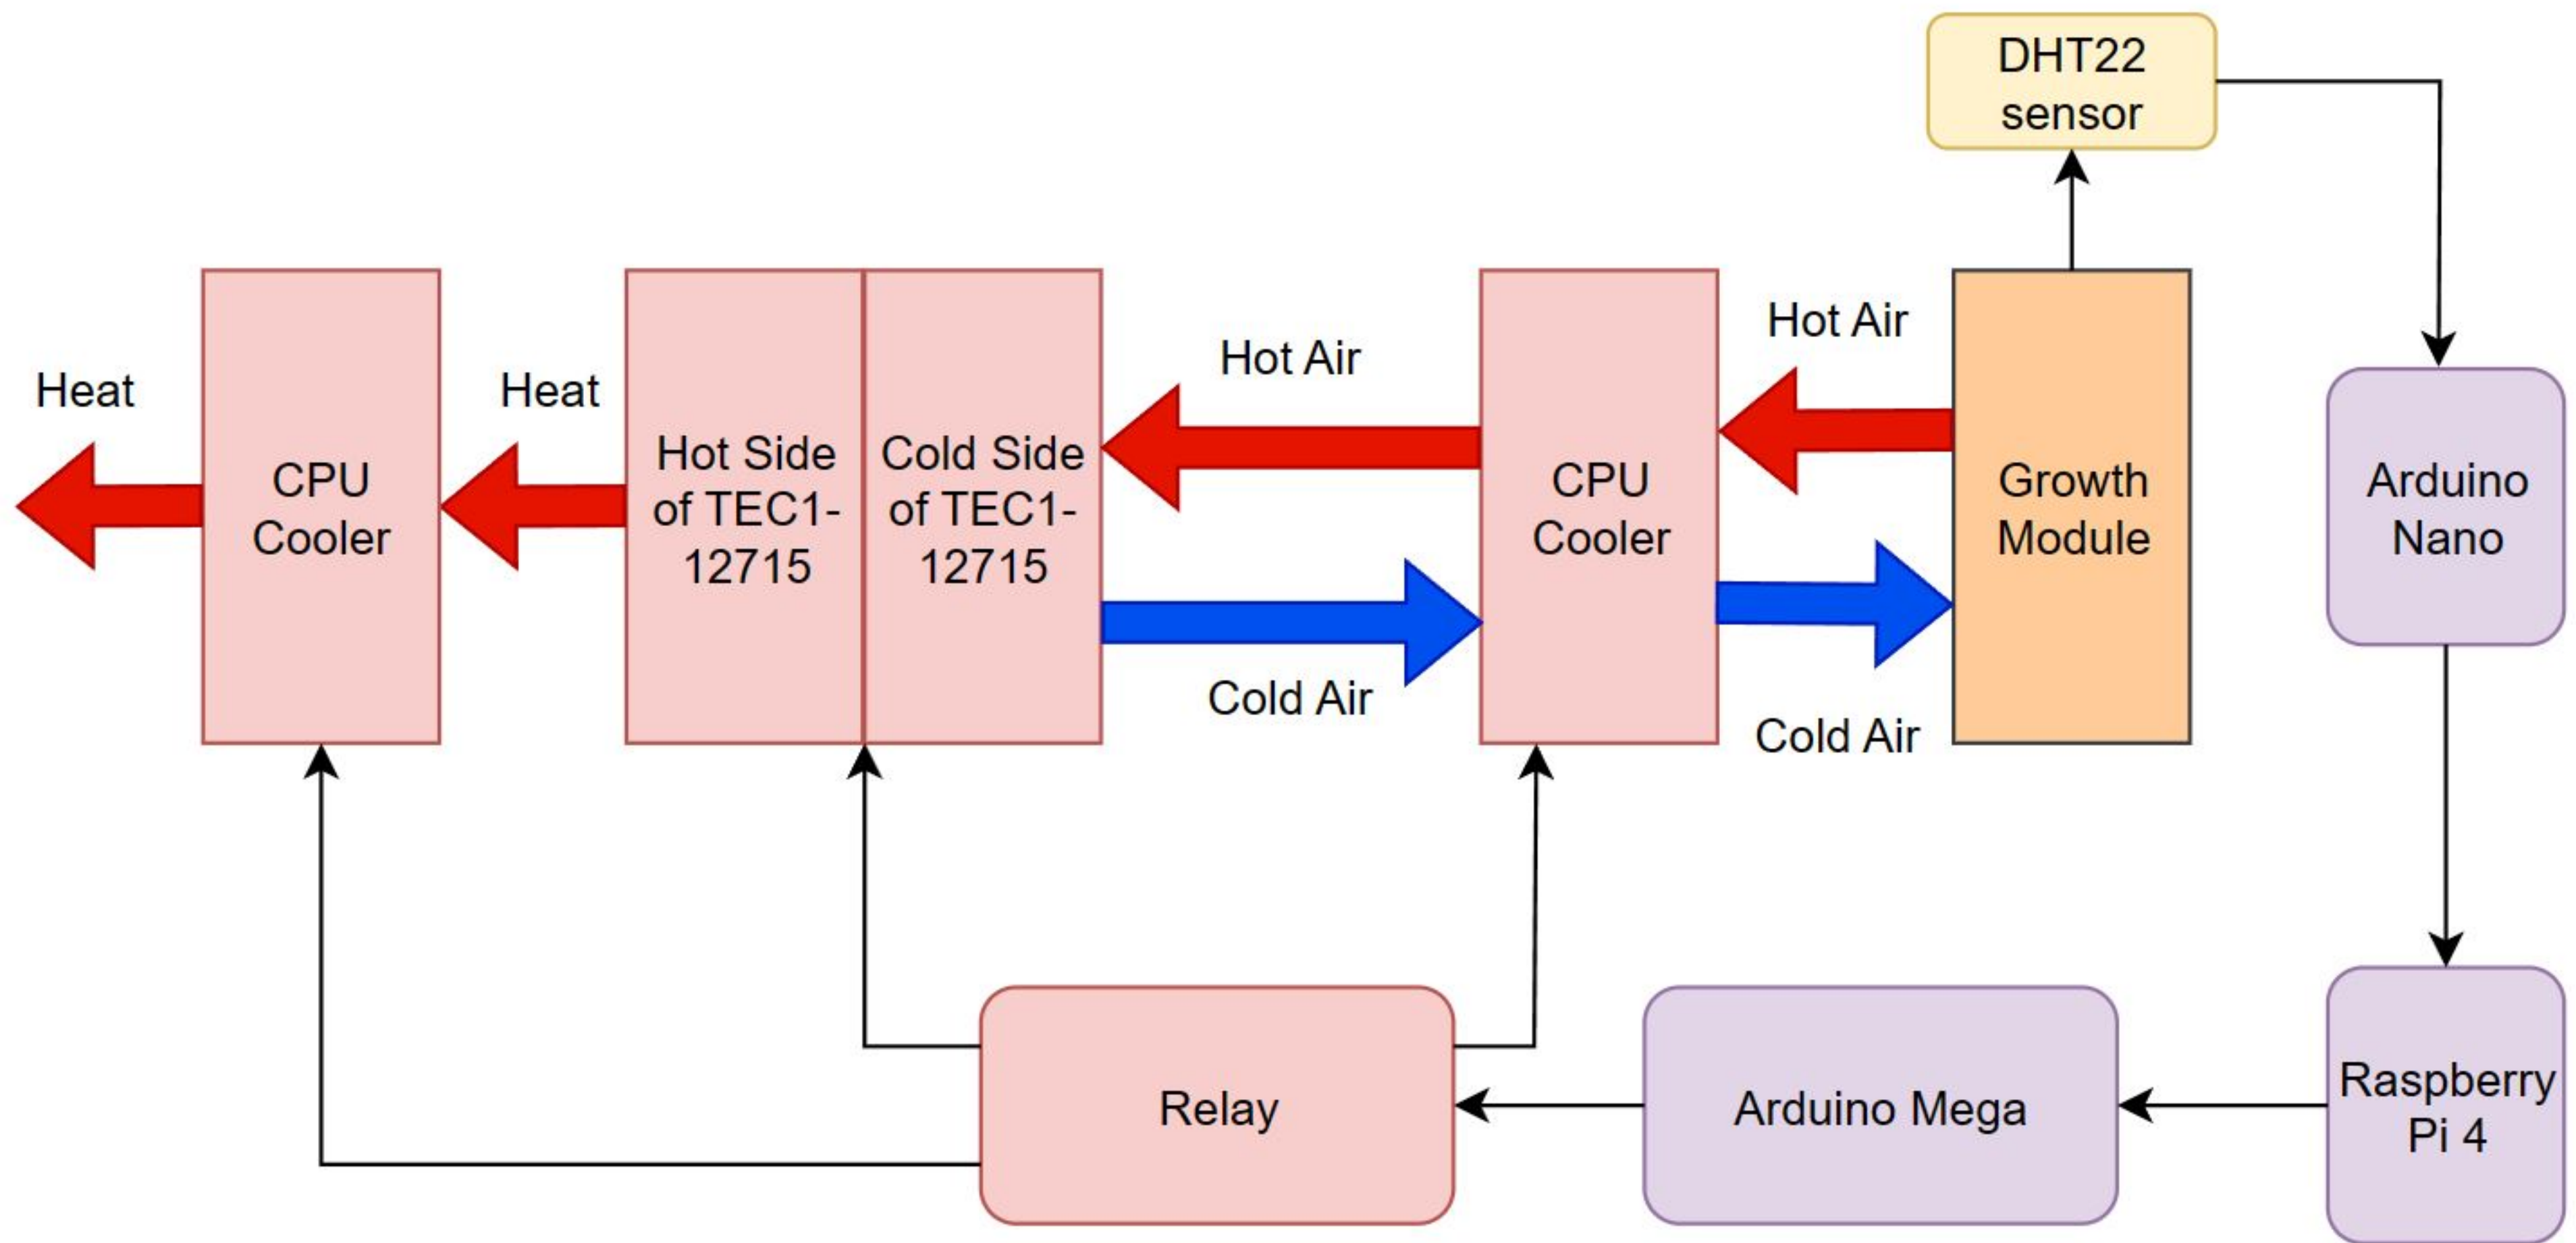 DHT22
sensor
Heat
CPU
Cooler
Heat
Hot Side
of TEC1-
12715
Cold Side
of TEC1-
12715
Hot Air
Cold Air
CPU
Cooler
Hot Air
Cold Air
Growth
Module
Arduino
Nano
Relay
Arduino Mega
Raspberry
Pi 4